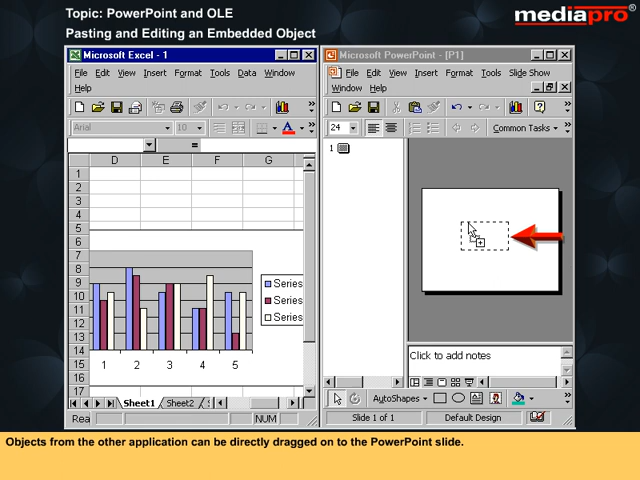 Topic: PowerPoint and OLE
mediapro®
Pasting and Editing an Embedded Object
Microsoft Excel - 1
File Edit View Insert Format Tools Data Window
Help
Arial 10
=
D E F G
1
2
3
4
5
6
7
8
9
10
11
12
13
14
15
16
17
Series
Series
Series
1 2 3 4 5
Sheet1 Sheet2
Rea
NUM
Microsoft PowerPoint - [P1]
File Edit View Insert Format Tools Slide Show
Window Help
24 Common Tasks
1
Click to add notes
AutoShapes
Slide 1 of 1 Default Design
Objects from the other application can be directly dragged on to the PowerPoint slide.